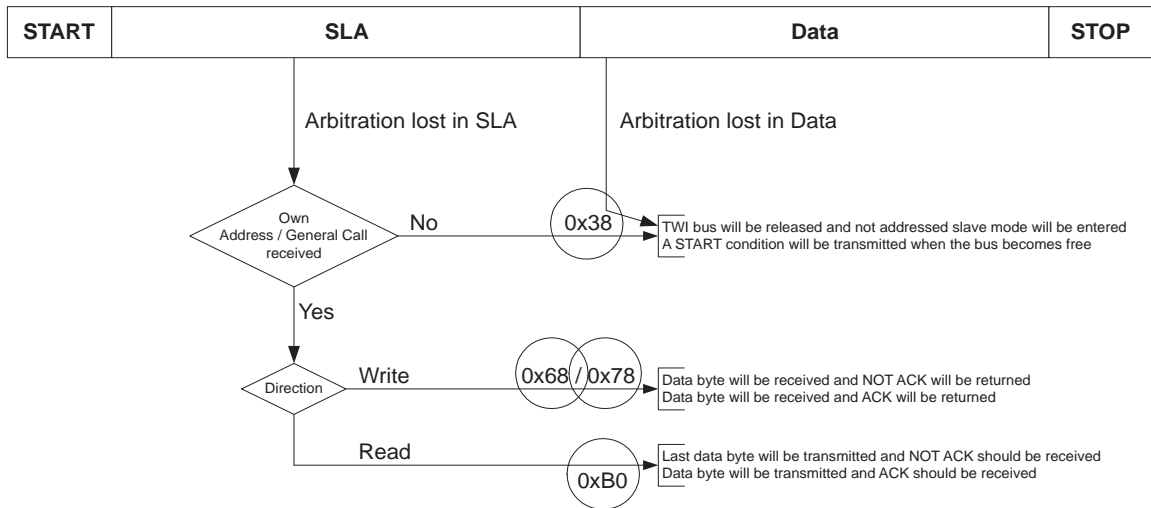 START SLA Data STOP
Arbitration lost in SLA Arbitration lost in Data
Own
Address / General Call
received
No
0x38
TWI bus will be released and not addressed slave mode will be entered
A START condition will be transmitted when the bus becomes free
Yes
Direction
Write
0x68 / 0x78
Data byte will be received and NOT ACK will be returned
Data byte will be received and ACK will be returned
Read
0xB0
Last data byte will be transmitted and NOT ACK should be received
Data byte will be transmitted and ACK should be received